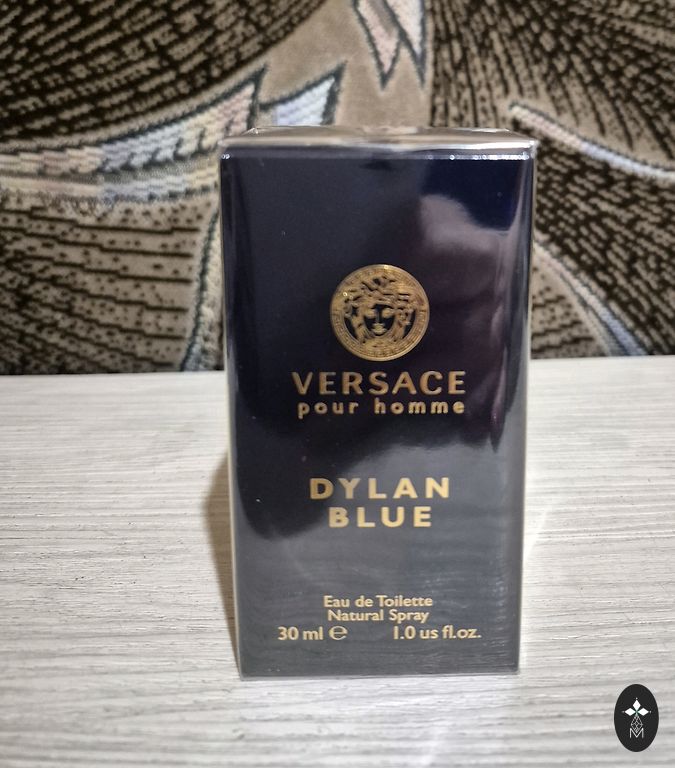 VERSACE
pour homme
DYLAN
BLUE
Eau de Toilette
Natural Spray
30 ml ℮ 1.0 us fl.oz.
M